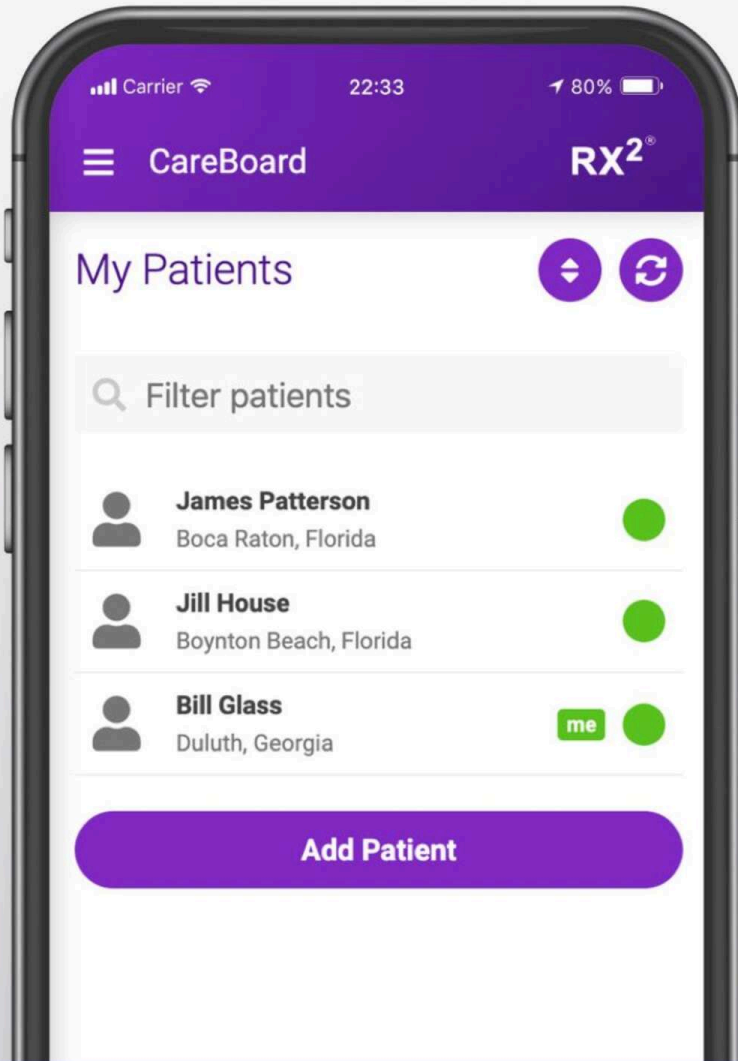 Carrier 22:33 80%
CareBoard RX²®
My Patients
Filter patients
James Patterson
Boca Raton, Florida
Jill House
Boynton Beach, Florida
Bill Glass
Duluth, Georgia
me
Add Patient